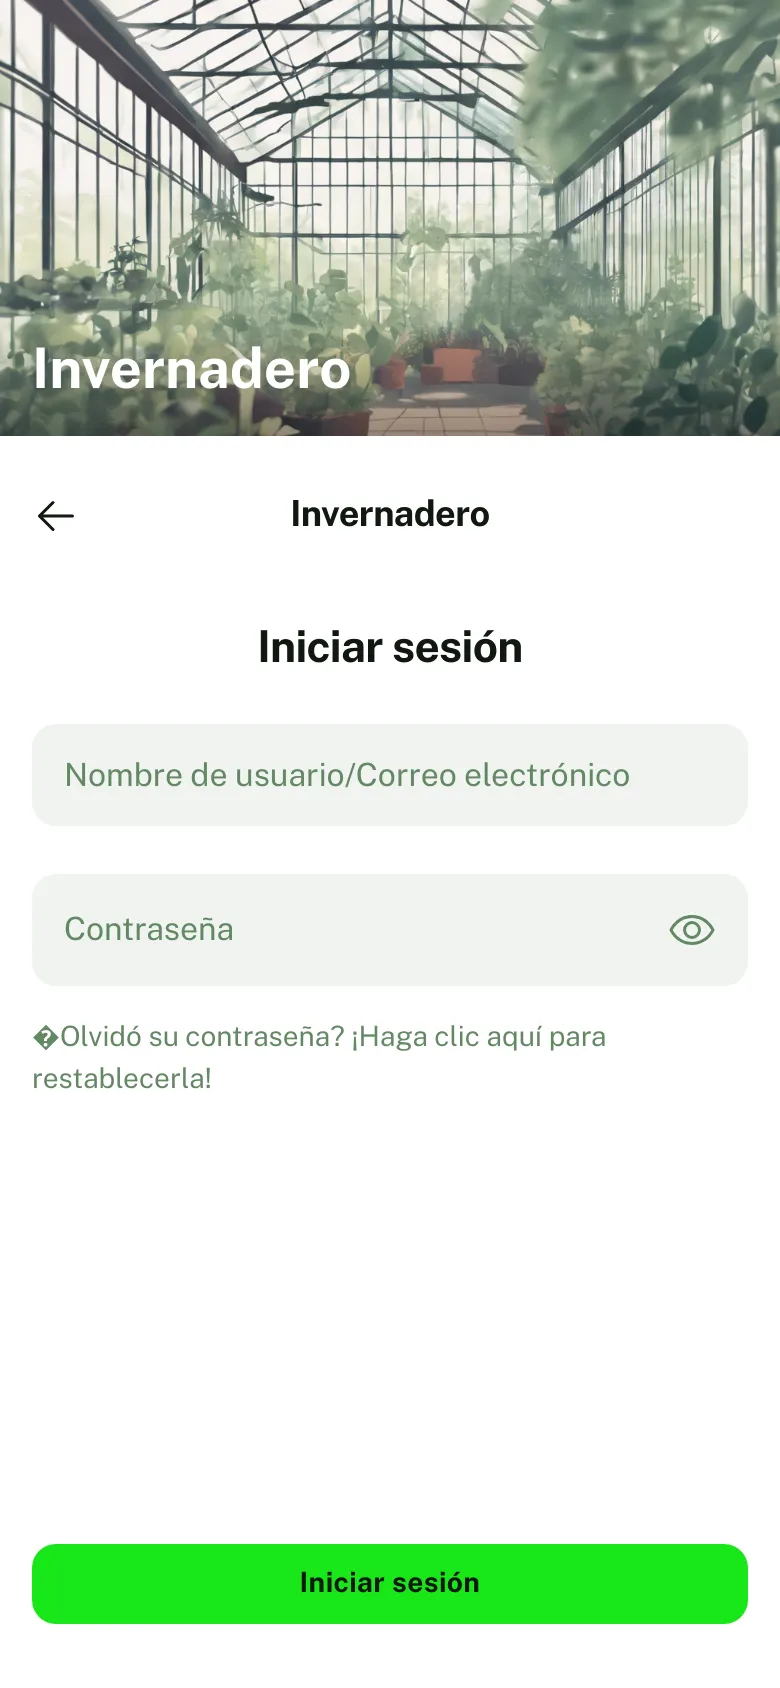 Invernadero
Invernadero
Iniciar sesión
Nombre de usuario/Correo electrónico
Contraseña
�Olvidó su contraseña? ¡Haga clic aquí para
restablecerla!
Iniciar sesión